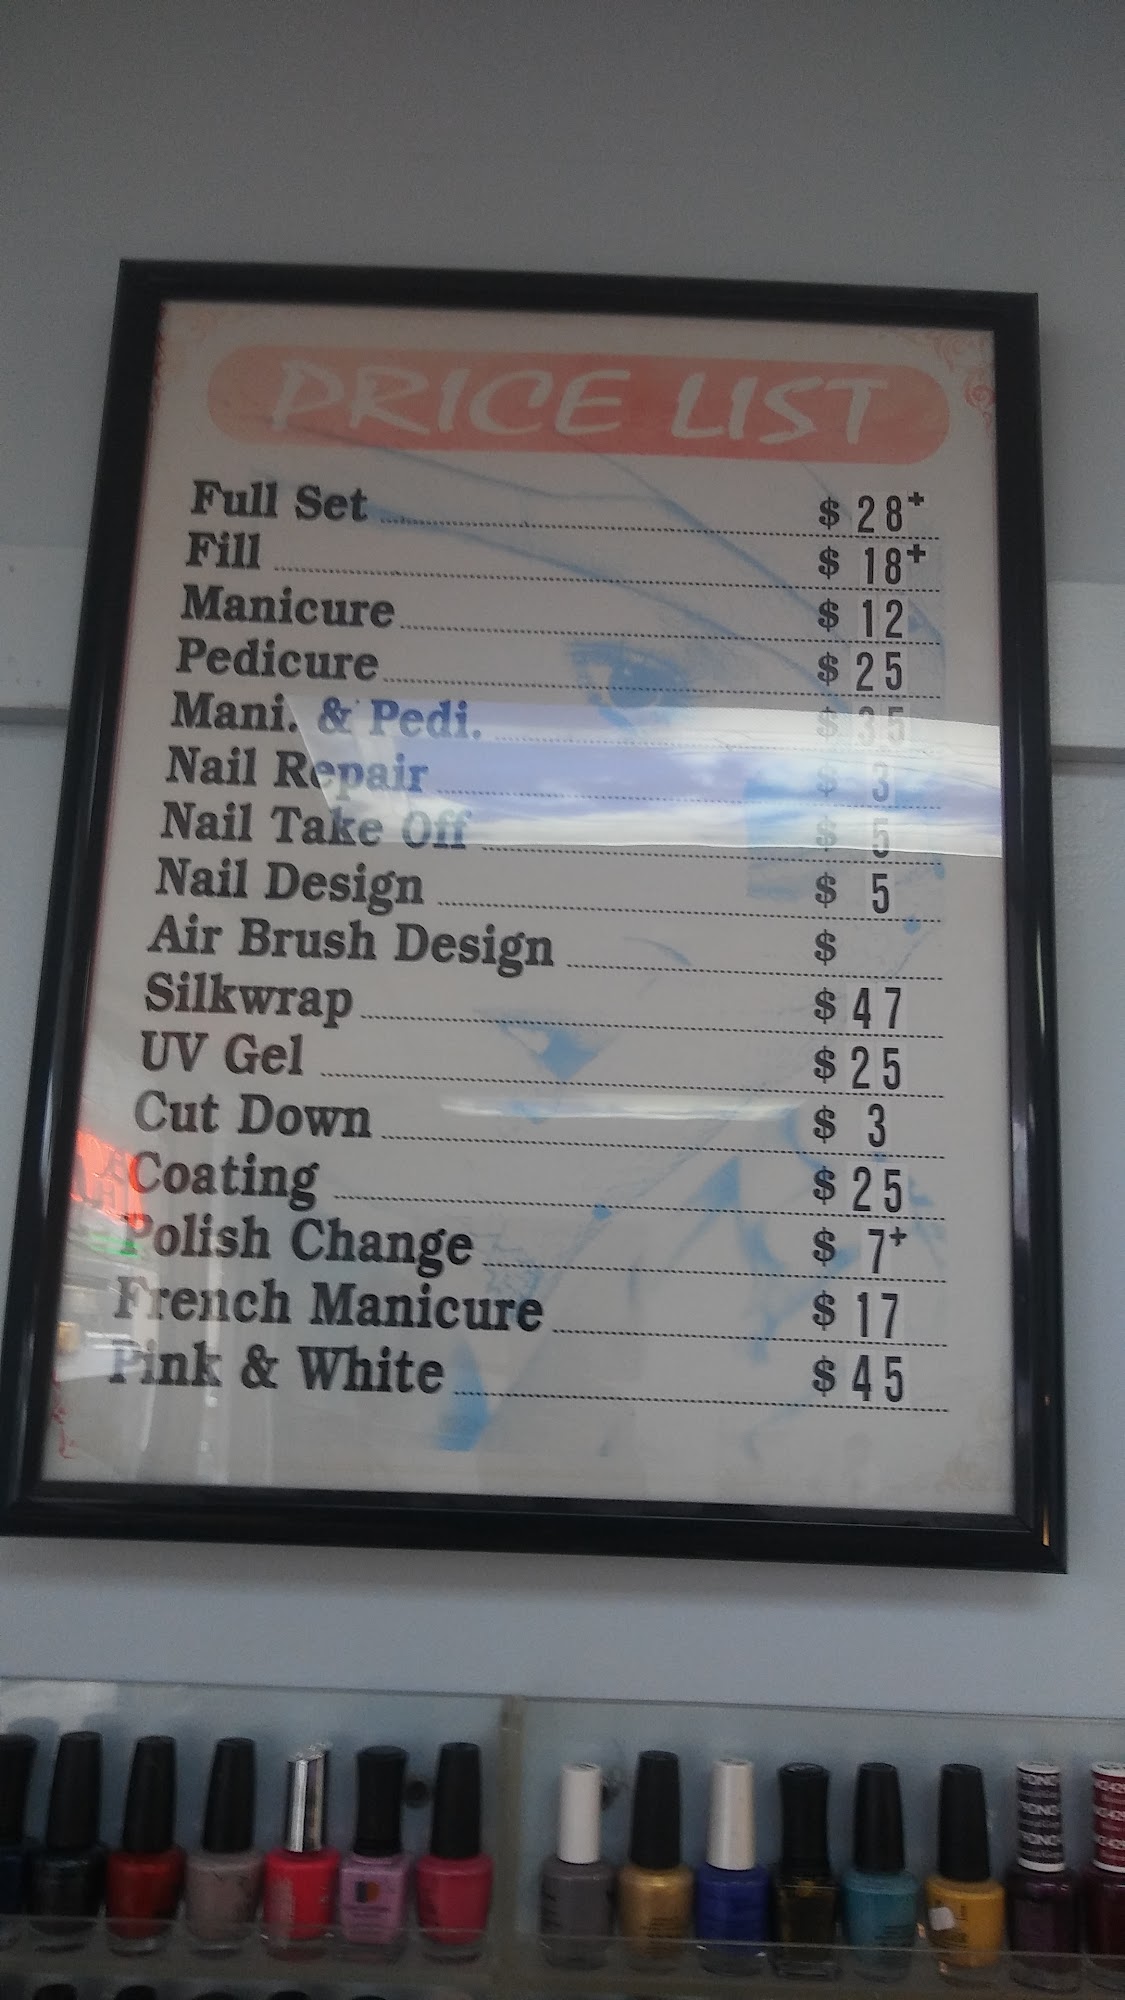 PRICE LIST
Full Set $ 28+
Fill $ 18+
Manicure $ 12
Pedicure $ 25
Mani. & Pedi. $ 35
Nail Repair $ 3
Nail Take Off $ 5
Nail Design $ 5
Air Brush Design $
Silkwrap $ 47
UV Gel $ 25
Cut Down $ 3
Coating $ 25
Polish Change $ 7+
French Manicure $ 17
Pink & White $ 45